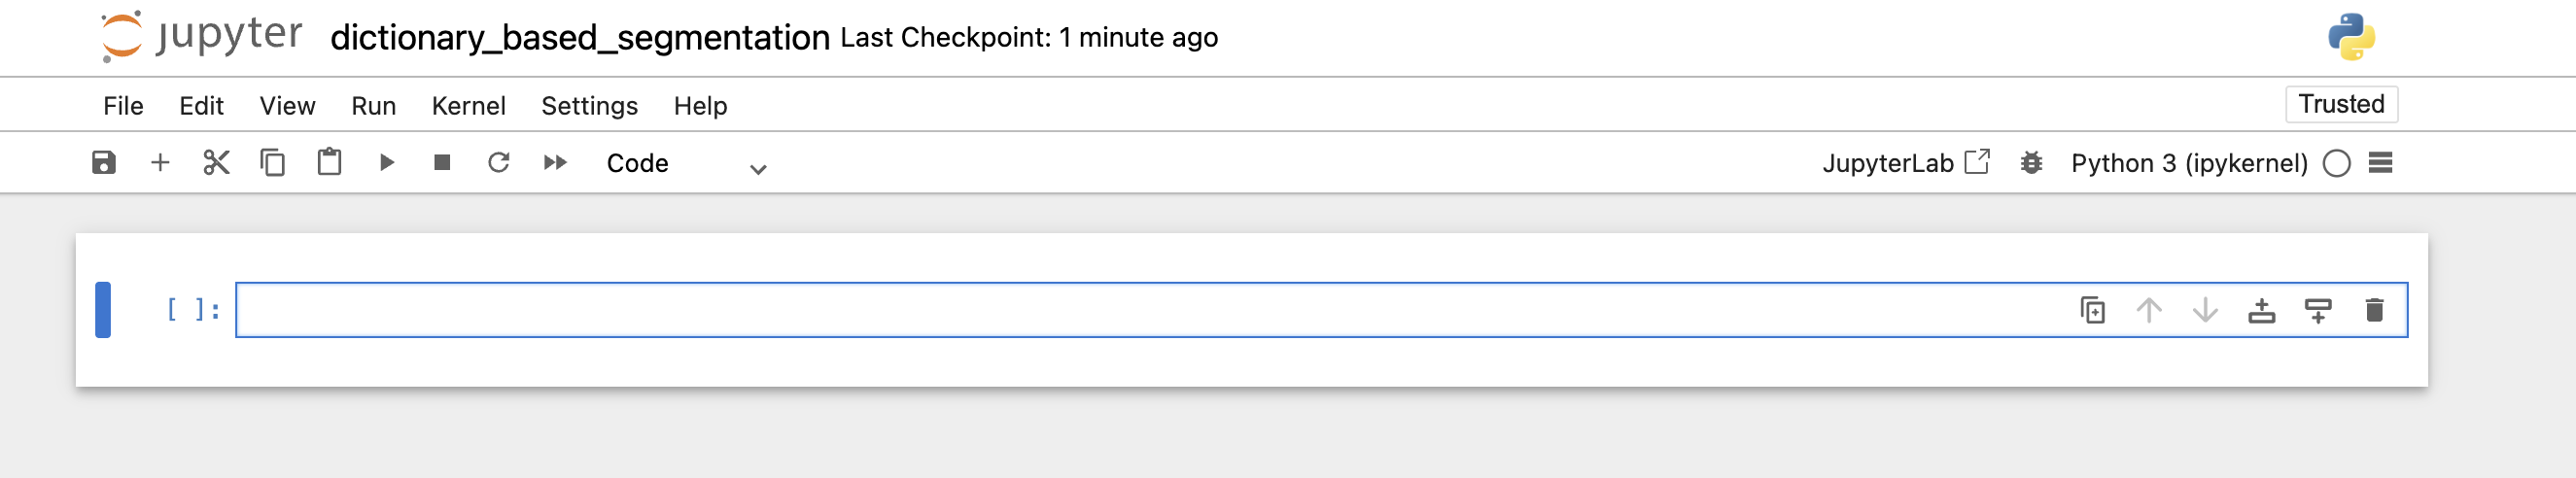 jupyter dictionary_based_segmentation Last Checkpoint: 1 minute ago
File Edit View Run Kernel Settings Help Trusted
Code JupyterLab Python 3 (ipykernel)
[ ]: